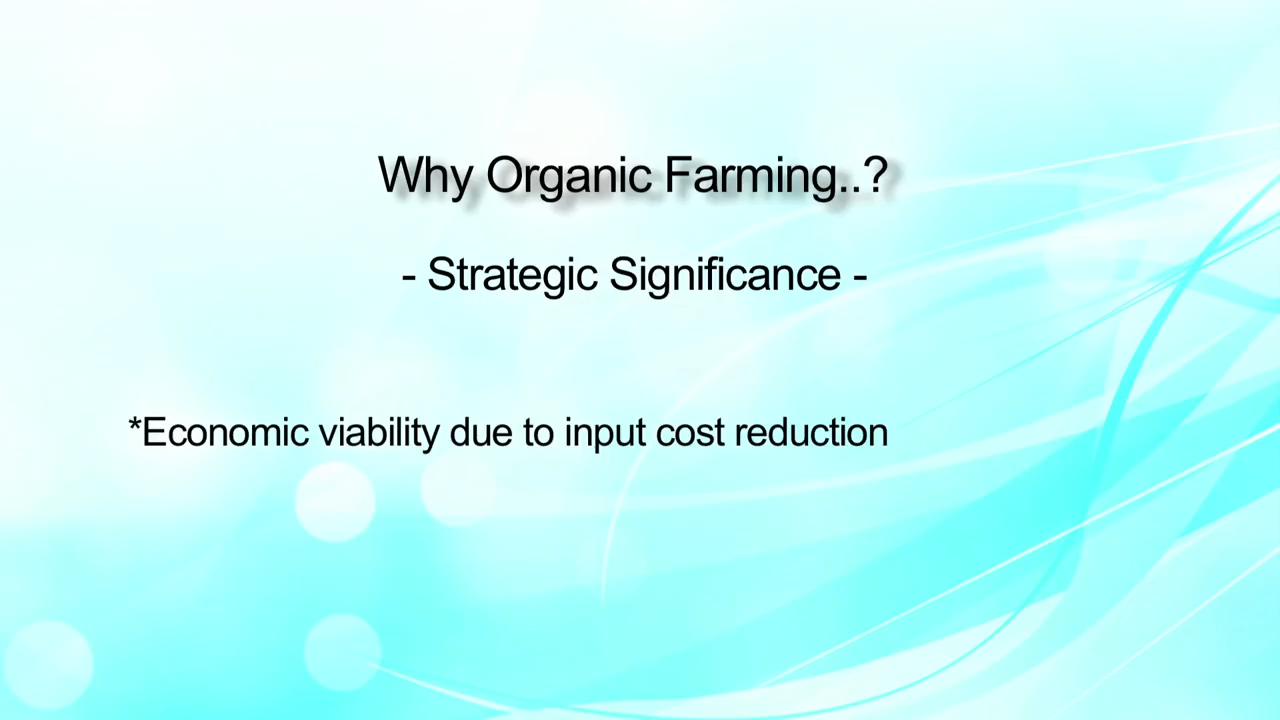 Why Organic Farming..?
- Strategic Significance -
*Economic viability due to input cost reduction